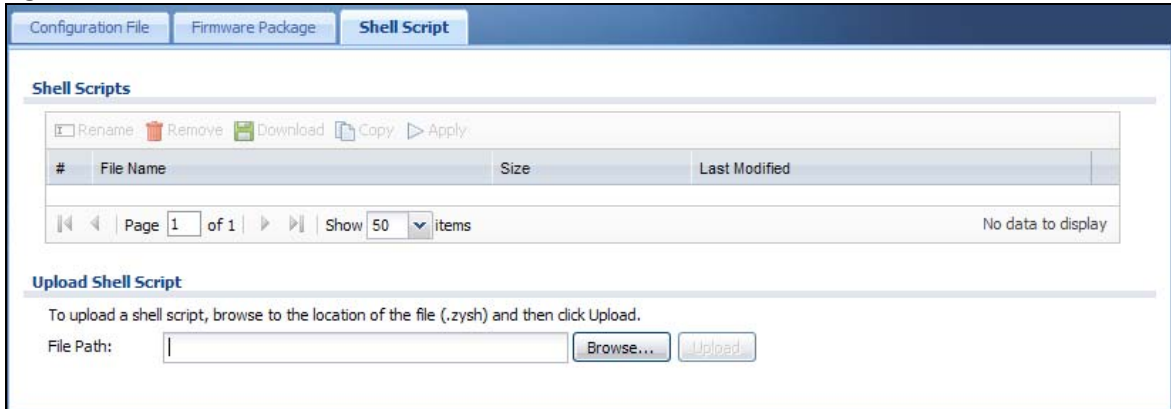 Configuration File Firmware Package Shell Script
Shell Scripts
Rename Remove Download Copy Apply
# File Name Size Last Modified
Page 1 of 1 Show 50 items No data to display
Upload Shell Script
To upload a shell script, browse to the location of the file (.zysh) and then click Upload.
File Path: Browse... Upload